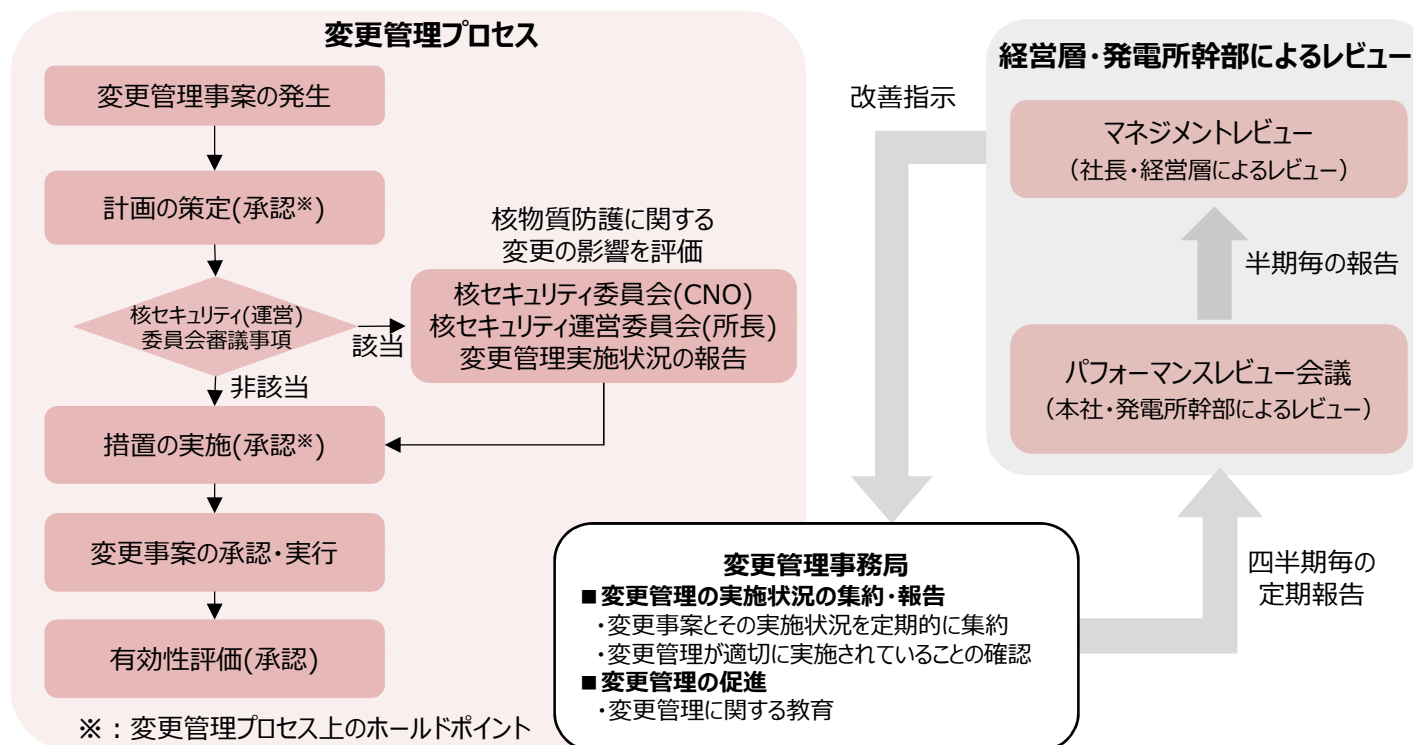 変更管理プロセス
変更管理事案の発生
計画の策定(承認※)
核セキュリティ(運営)
委員会審議事項
該当
非該当
核物質防護に関する
変更の影響を評価
核セキュリティ委員会(CNO)
核セキュリティ運営委員会(所長)
変更管理実施状況の報告
措置の実施(承認※)
変更事案の承認・実行
有効性評価(承認)
※：変更管理プロセス上のホールドポイント
経営層・発電所幹部によるレビュー
マネジメントレビュー
（社長・経営層によるレビュー）
半期毎の報告
パフォーマンスレビュー会議
（本社・発電所幹部によるレビュー）
改善指示
四半期毎の
定期報告
変更管理事務局
■変更管理の実施状況の集約・報告
・変更事案とその実施状況を定期的に集約
・変更管理が適切に実施されていることの確認
■変更管理の促進
・変更管理に関する教育